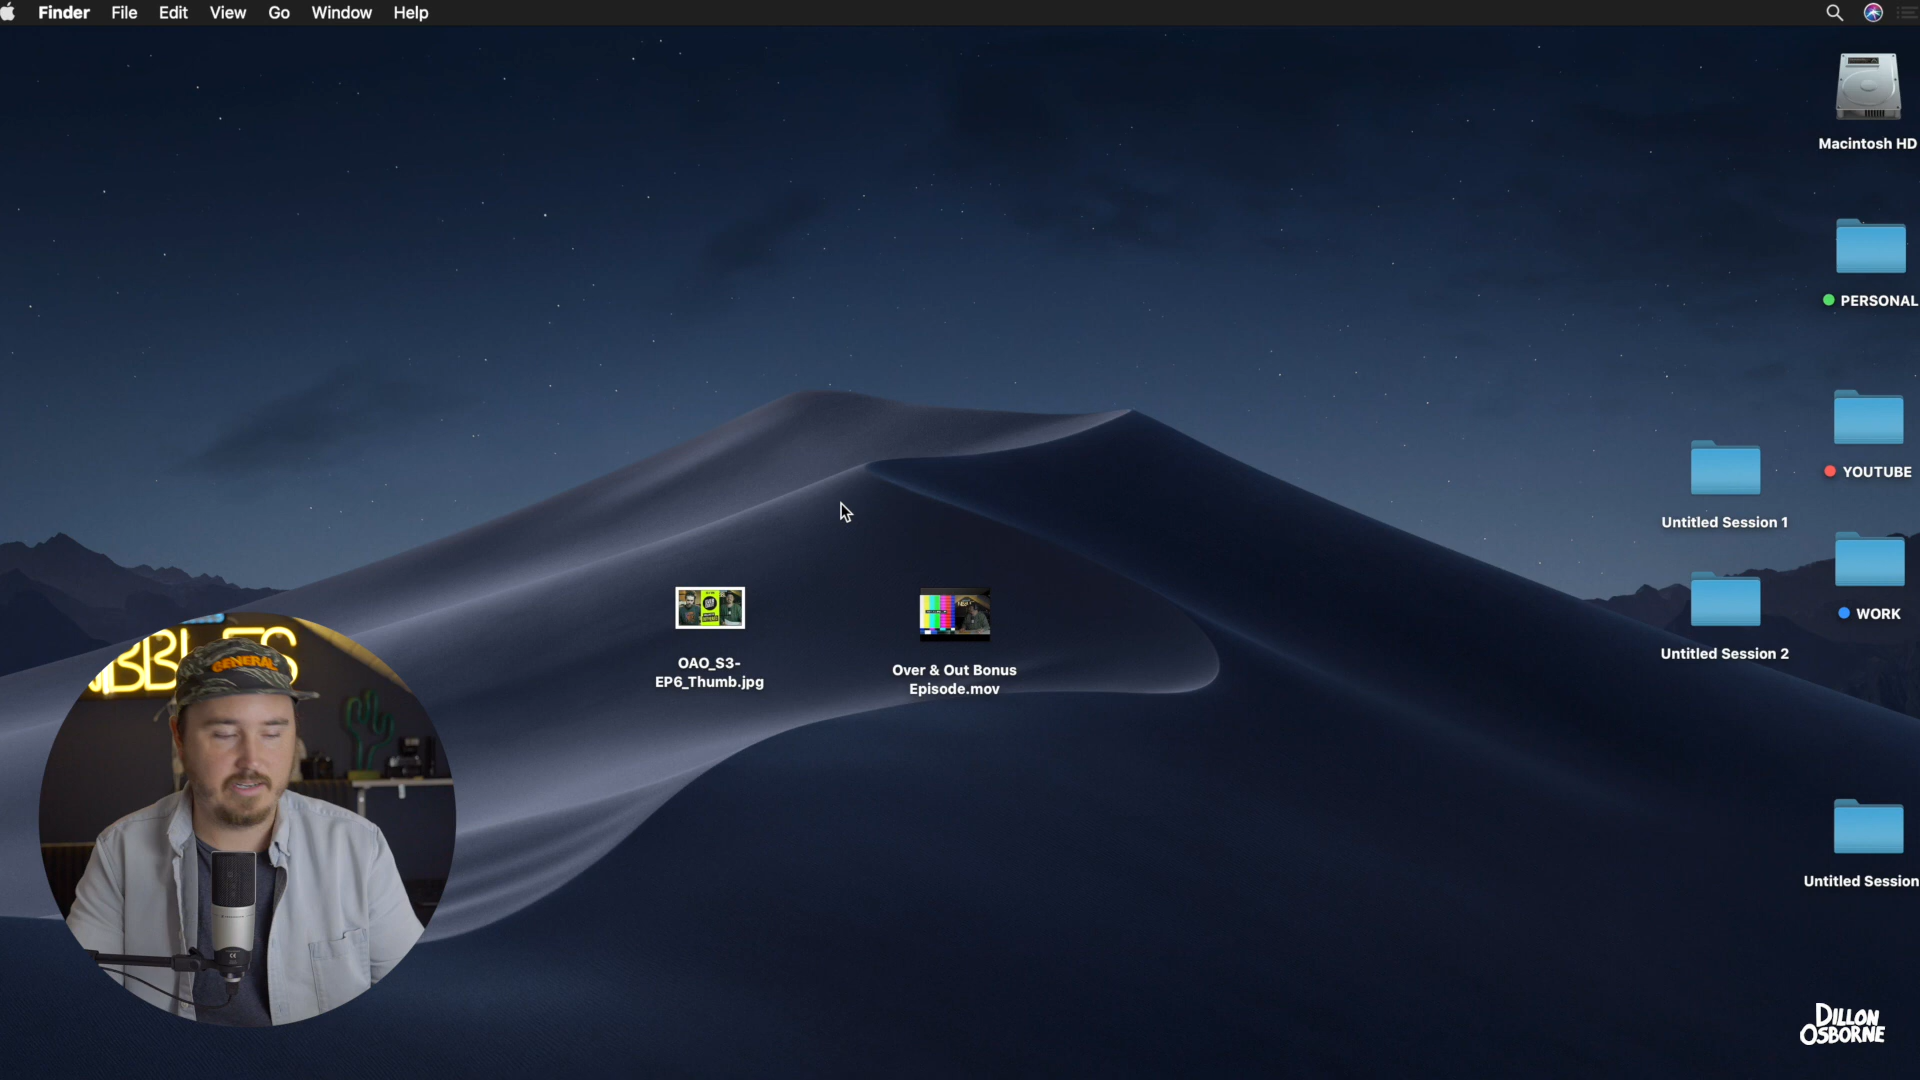 Finder File Edit View Go Window Help
Macintosh HD
PERSONAL
YOUTUBE
Untitled Session 1
WORK
Untitled Session 2
OAO_S3-
EP6_Thumb.jpg
Over & Out Bonus
Episode.mov
GENERAL
Untitled Session
DILLON
OSBORNE